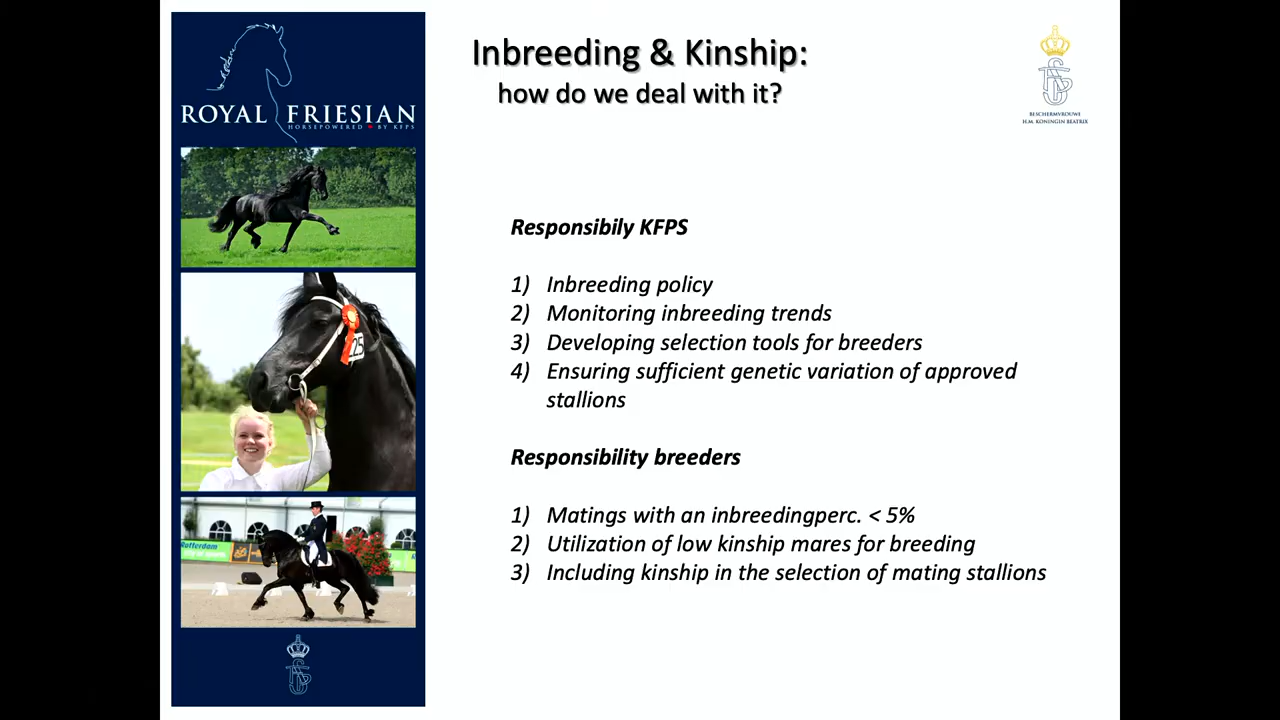 Inbreeding & Kinship:
how do we deal with it?
ROYAL FRIESIAN
HORSEPOWERED BY KFPS
BESCHERMVROUWE
H.M. KONINGIN BEATRIX
Responsibily KFPS
1) Inbreeding policy
2) Monitoring inbreeding trends
3) Developing selection tools for breeders
4) Ensuring sufficient genetic variation of approved
stallions
25
Responsibility breeders
1) Matings with an inbreedingperc. < 5%
2) Utilization of low kinship mares for breeding
3) Including kinship in the selection of mating stallions
Rotterdam